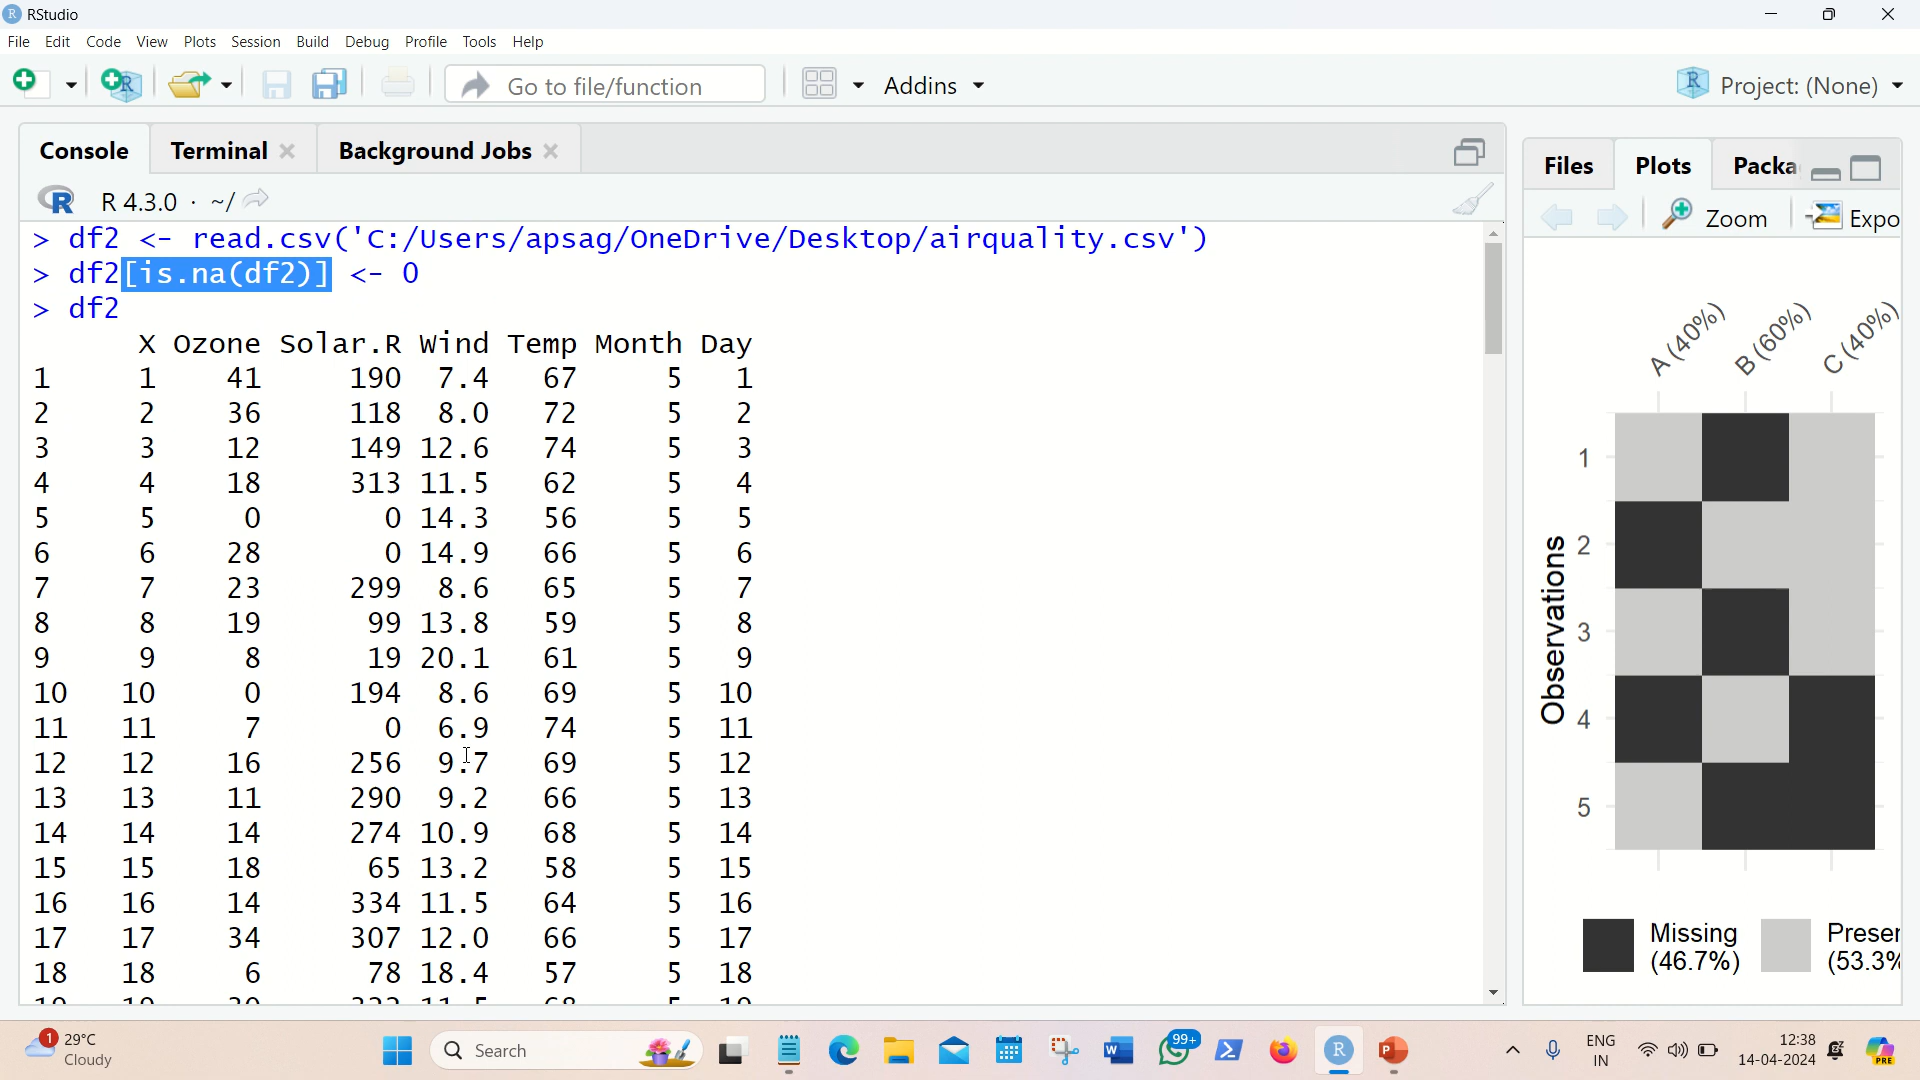 RStudio
File Edit Code View Plots Session Build Debug Profile Tools Help
Go to file/function Addins Project: (None)
Console Terminal Background Jobs
R 4.3.0 · ~/
> df2 <- read.csv('C:/Users/apsag/OneDrive/Desktop/airquality.csv')
> df2[is.na(df2)] <- 0
> df2
X Ozone Solar.R Wind Temp Month Day
1 1 41 190 7.4 67 5 1
2 2 36 118 8.0 72 5 2
3 3 12 149 12.6 74 5 3
4 4 18 313 11.5 62 5 4
5 5 0 0 14.3 56 5 5
6 6 28 0 14.9 66 5 6
7 7 23 299 8.6 65 5 7
8 8 19 99 13.8 59 5 8
9 9 8 19 20.1 61 5 9
10 10 0 194 8.6 69 5 10
11 11 7 0 6.9 74 5 11
12 12 16 256 9.7 69 5 12
13 13 11 290 9.2 66 5 13
14 14 14 274 10.9 68 5 14
15 15 18 65 13.2 58 5 15
16 16 14 334 11.5 64 5 16
17 17 34 307 12.0 66 5 17
18 18 6 78 18.4 57 5 18
Files Plots Packa
Zoom Expo
A (40%) B (60%) C (40%)
Observations
1
2
3
4
5
Missing
(46.7%)
Preser
(53.3%
1 29°C
Cloudy
Search
99+
ENG
IN
12:38
14-04-2024
PRE